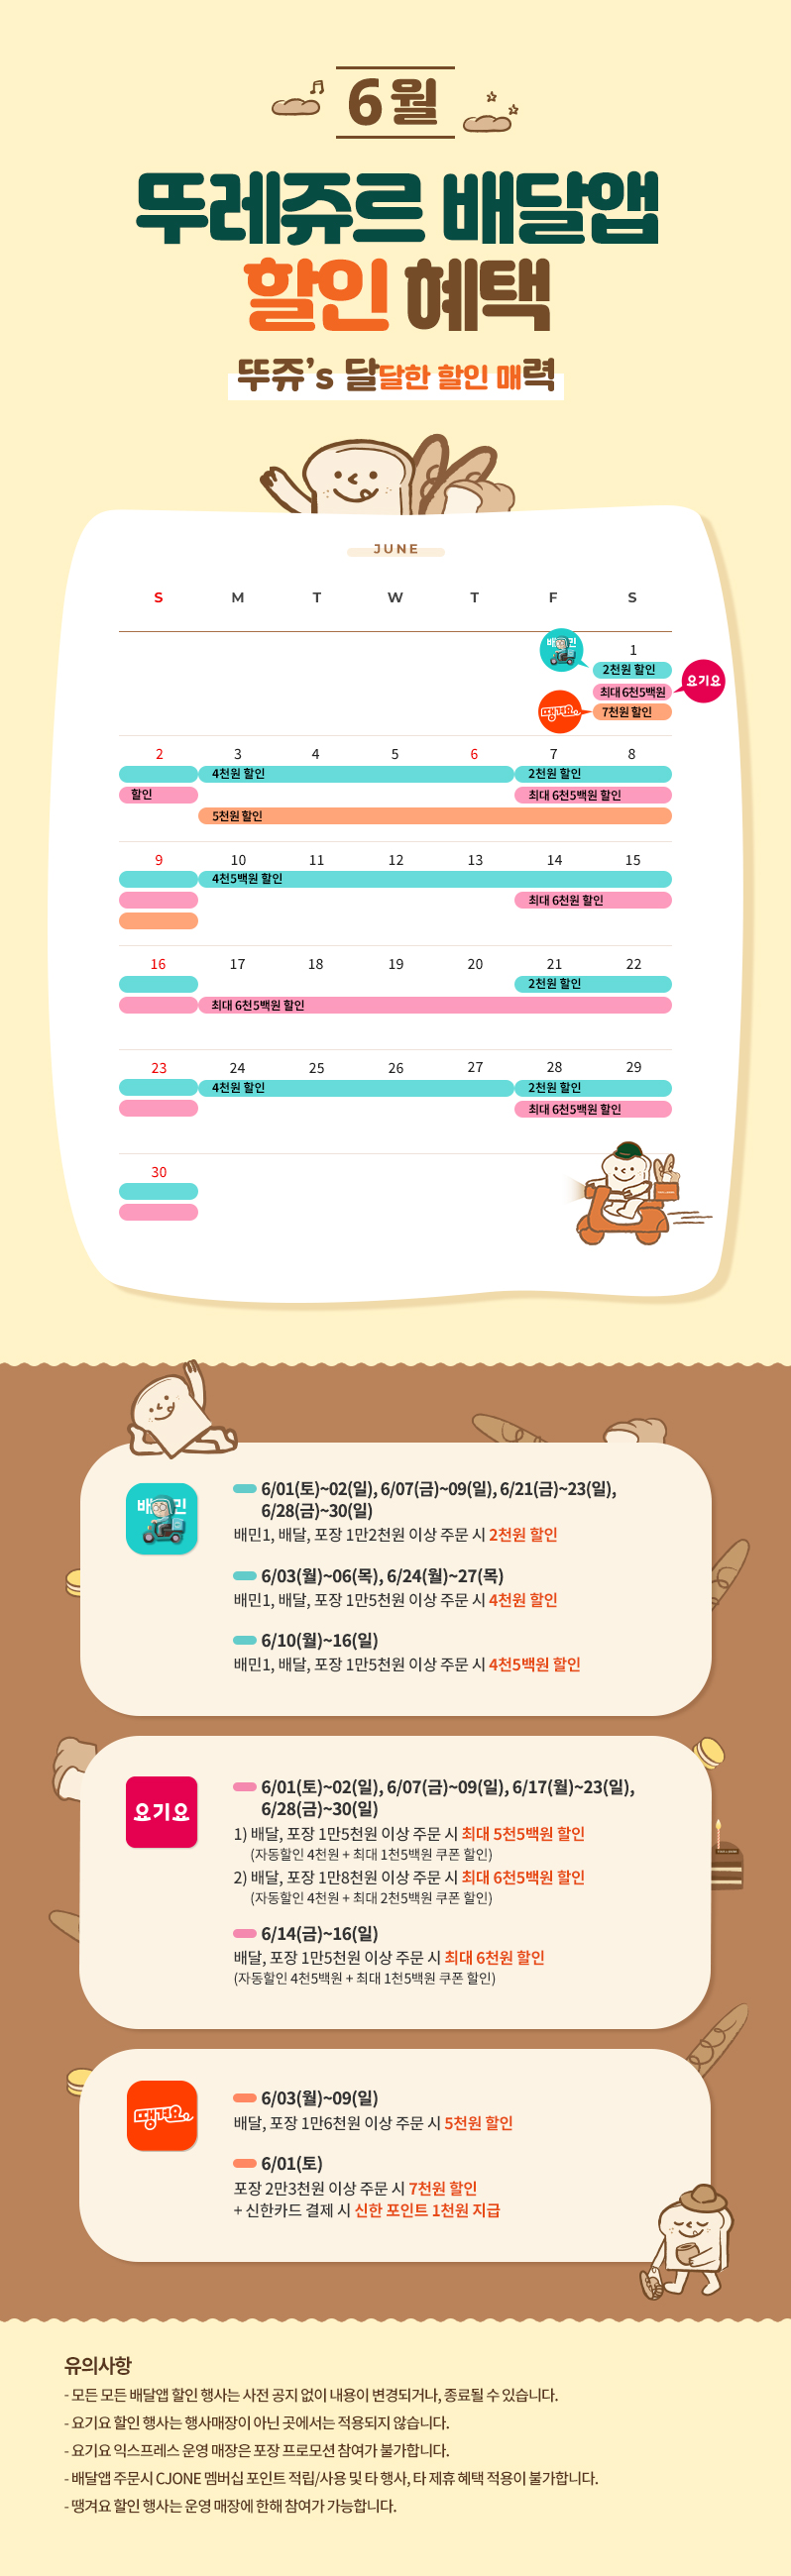 6월
뚜레쥬르 배달앱
할인 혜택
뚜쥬's 달달한 할인 매력
JUNE
S M T W T F S
배민
1
2천원 할인
요기요
최대 6천5백원
땡겨요
7천원 할인
2 3 4 5 6 7 8
4천원 할인 2천원 할인
할인 최대 6천5백원 할인
5천원 할인
9 10 11 12 13 14 15
4천5백원 할인
최대 6천원 할인
16 17 18 19 20 21 22
2천원 할인
최대 6천5백원 할인
23 24 25 26 27 28 29
4천원 할인 2천원 할인
최대 6천5백원 할인
30
배민
6/01(토)~02(일), 6/07(금)~09(일), 6/21(금)~23(일),
6/28(금)~30(일)
배민1, 배달, 포장 1만2천원 이상 주문 시 2천원 할인
6/03(월)~06(목), 6/24(월)~27(목)
배민1, 배달, 포장 1만5천원 이상 주문 시 4천원 할인
6/10(월)~16(일)
배민1, 배달, 포장 1만5천원 이상 주문 시 4천5백원 할인
요기요
6/01(토)~02(일), 6/07(금)~09(일), 6/17(월)~23(일),
6/28(금)~30(일)
1) 배달, 포장 1만5천원 이상 주문 시 최대 5천5백원 할인
(자동할인 4천원 + 최대 1천5백원 쿠폰 할인)
2) 배달, 포장 1만8천원 이상 주문 시 최대 6천5백원 할인
(자동할인 4천원 + 최대 2천5백원 쿠폰 할인)
6/14(금)~16(일)
배달, 포장 1만5천원 이상 주문 시 최대 6천원 할인
(자동할인 4천5백원 + 최대 1천5백원 쿠폰 할인)
땡겨요
6/03(월)~09(일)
배달, 포장 1만6천원 이상 주문 시 5천원 할인
6/01(토)
포장 2만3천원 이상 주문 시 7천원 할인
+ 신한카드 결제 시 신한 포인트 1천원 지급
유의사항
- 모든 모든 배달앱 할인 행사는 사전 공지 없이 내용이 변경되거나, 종료될 수 있습니다.
- 요기요 할인 행사는 행사매장이 아닌 곳에서는 적용되지 않습니다.
- 요기요 익스프레스 운영 매장은 포장 프로모션 참여가 불가합니다.
- 배달앱 주문시 CJONE 멤버십 포인트 적립/사용 및 타 행사, 타 제휴 혜택 적용이 불가합니다.
- 땡겨요 할인 행사는 운영 매장에 한해 참여가 가능합니다.